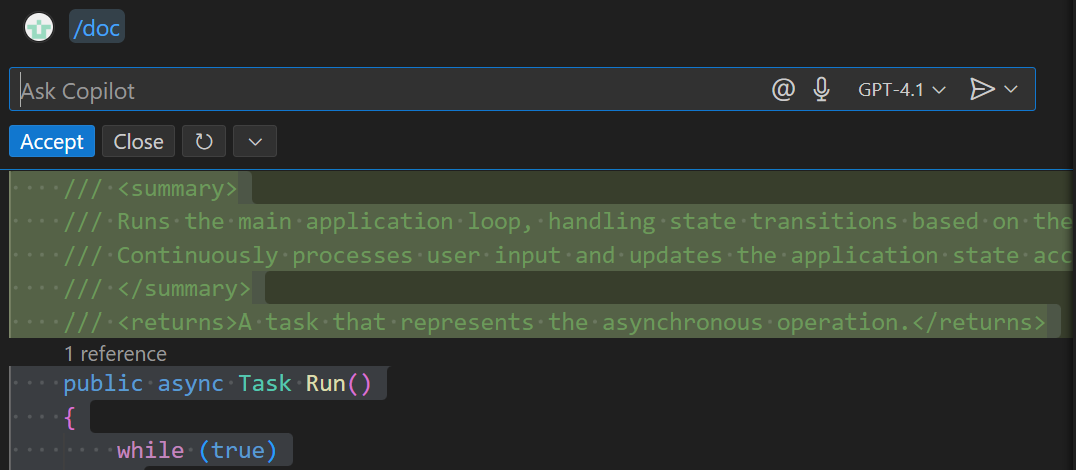 /doc
Ask Copilot @ GPT-4.1
Accept Close
/// <summary>
/// Runs the main application loop, handling state transitions based on the
/// Continuously processes user input and updates the application state acc
/// </summary>
/// <returns>A task that represents the asynchronous operation.</returns>
1 reference
public async Task Run()
{
while (true)